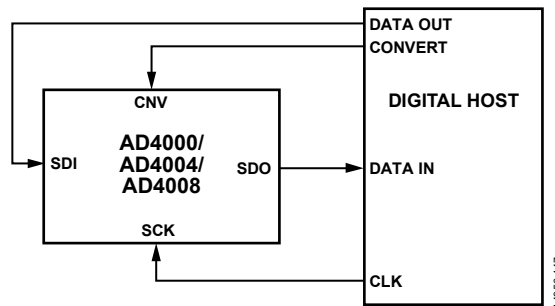 DATA OUT
CONVERT
DIGITAL HOST
CNV
AD4000/
AD4004/
AD4008
SDI
SDO
DATA IN
SCK
CLK